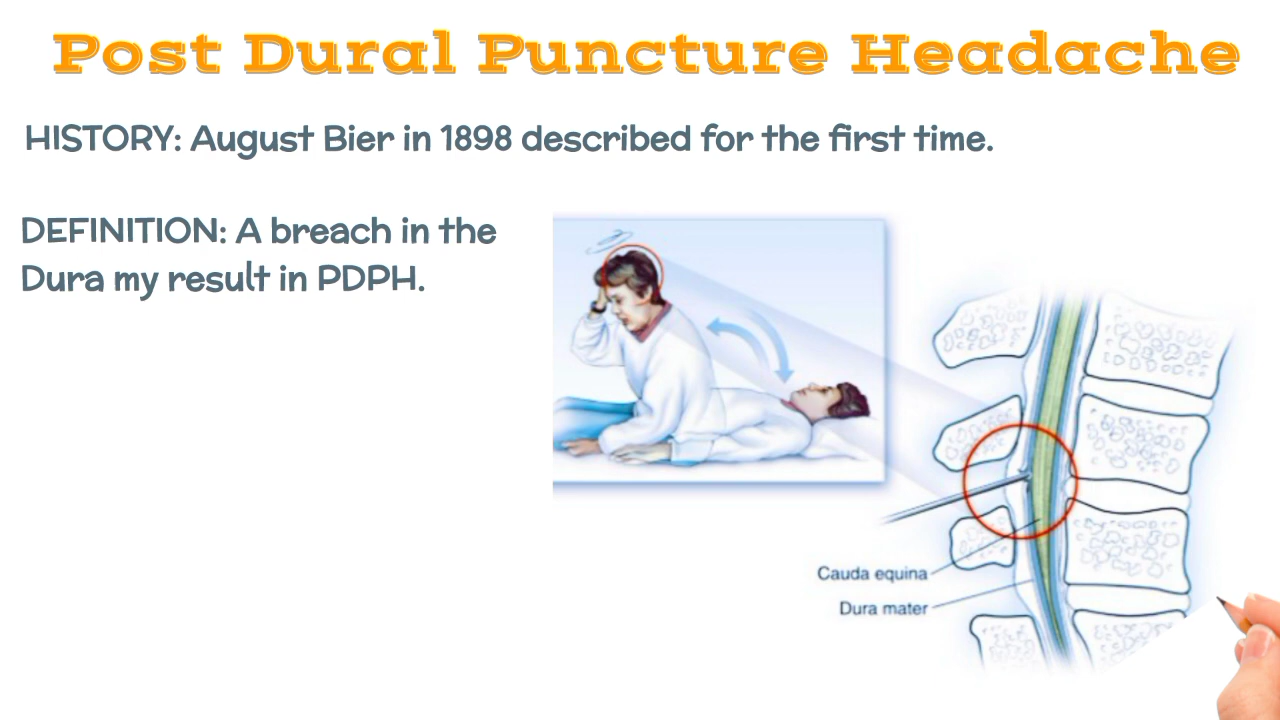 Post Dural Puncture Headache
HISTORY: August Bier in 1898 described for the first time.
DEFINITION: A breach in the
Dura my result in PDPH.
Cauda equina
Dura mater